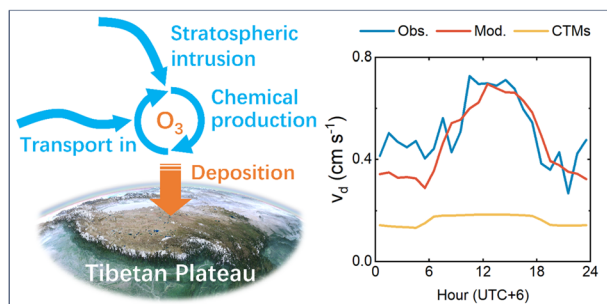 Stratospheric
intrusion
Chemical
production
O₃
Transport in
Deposition
Tibetan Plateau
Obs. Mod. CTMs
0.8
0.4
0.0
v_d (cm s⁻¹)
0 6 12 18 24
Hour (UTC+6)